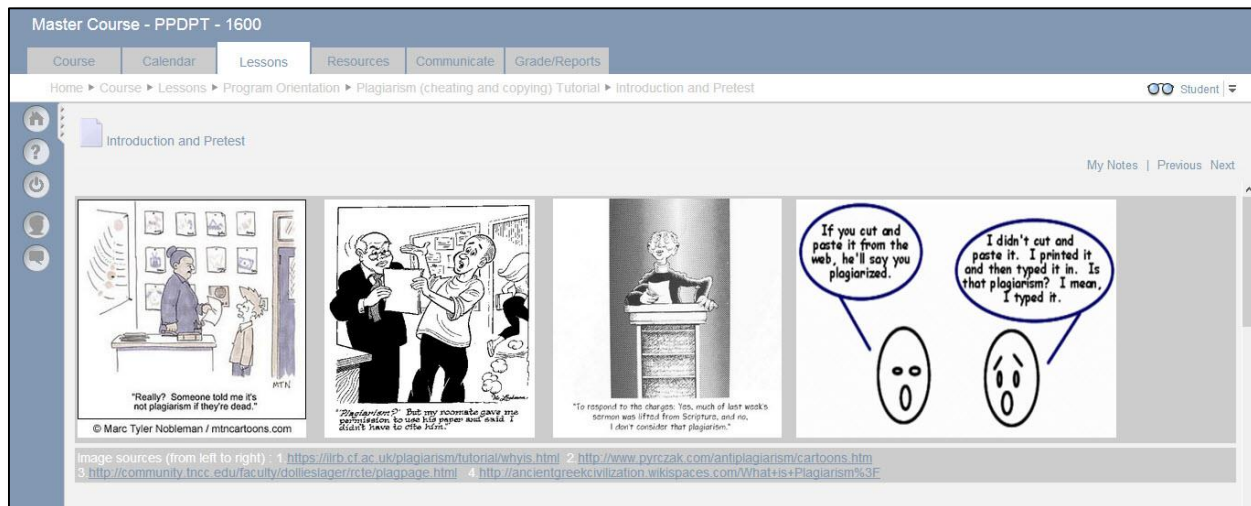 Master Course - PPDPT - 1600
Course Calendar Lessons Resources Communicate Grade/Reports
Home ▸ Course ▸ Lessons ▸ Program Orientation ▸ Plagiarism (cheating and copying) Tutorial ▸ Introduction and Pretest
Student
Introduction and Pretest
My Notes | Previous Next
MTN
"Really? Someone told me it's
not plagiarism if they're dead."
© Marc Tyler Nobleman / mtncartoons.com
"Plagiarism?" But my roomate gave me
permission to use his paper and said I
didn't have to cite him."
"To respond to the charges: Yes, much of last week's
sermon was lifted from Scripture, and no,
I don't consider that plagiarism."
If you cut and
paste it from the
web, he'll say you
plagiarized.
I didn't cut and
paste it. I printed it
and then typed it in. Is
that plagiarism? I mean,
I typed it.
Image sources (from left to right) : 1.https://ilrb.cf.ac.uk/plagiarism/tutorial/whyis.html 2.http://www.pyrczak.com/antiplagiarism/cartoons.htm
3.http://community.tncc.edu/faculty/dollieslager/rcte/plagpage.html 4.http://ancientgreekcivilization.wikispaces.com/What+is+Plagiarism%3F